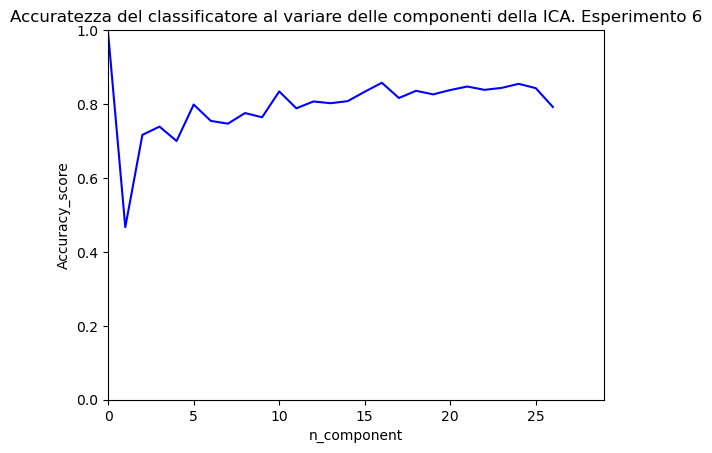 Accuratezza del classificatore al variare delle componenti della ICA. Esperimento 6
1.0
0.8
0.6
0.4
0.2
0.0
Accuracy_score
0 5 10 15 20 25
n_component